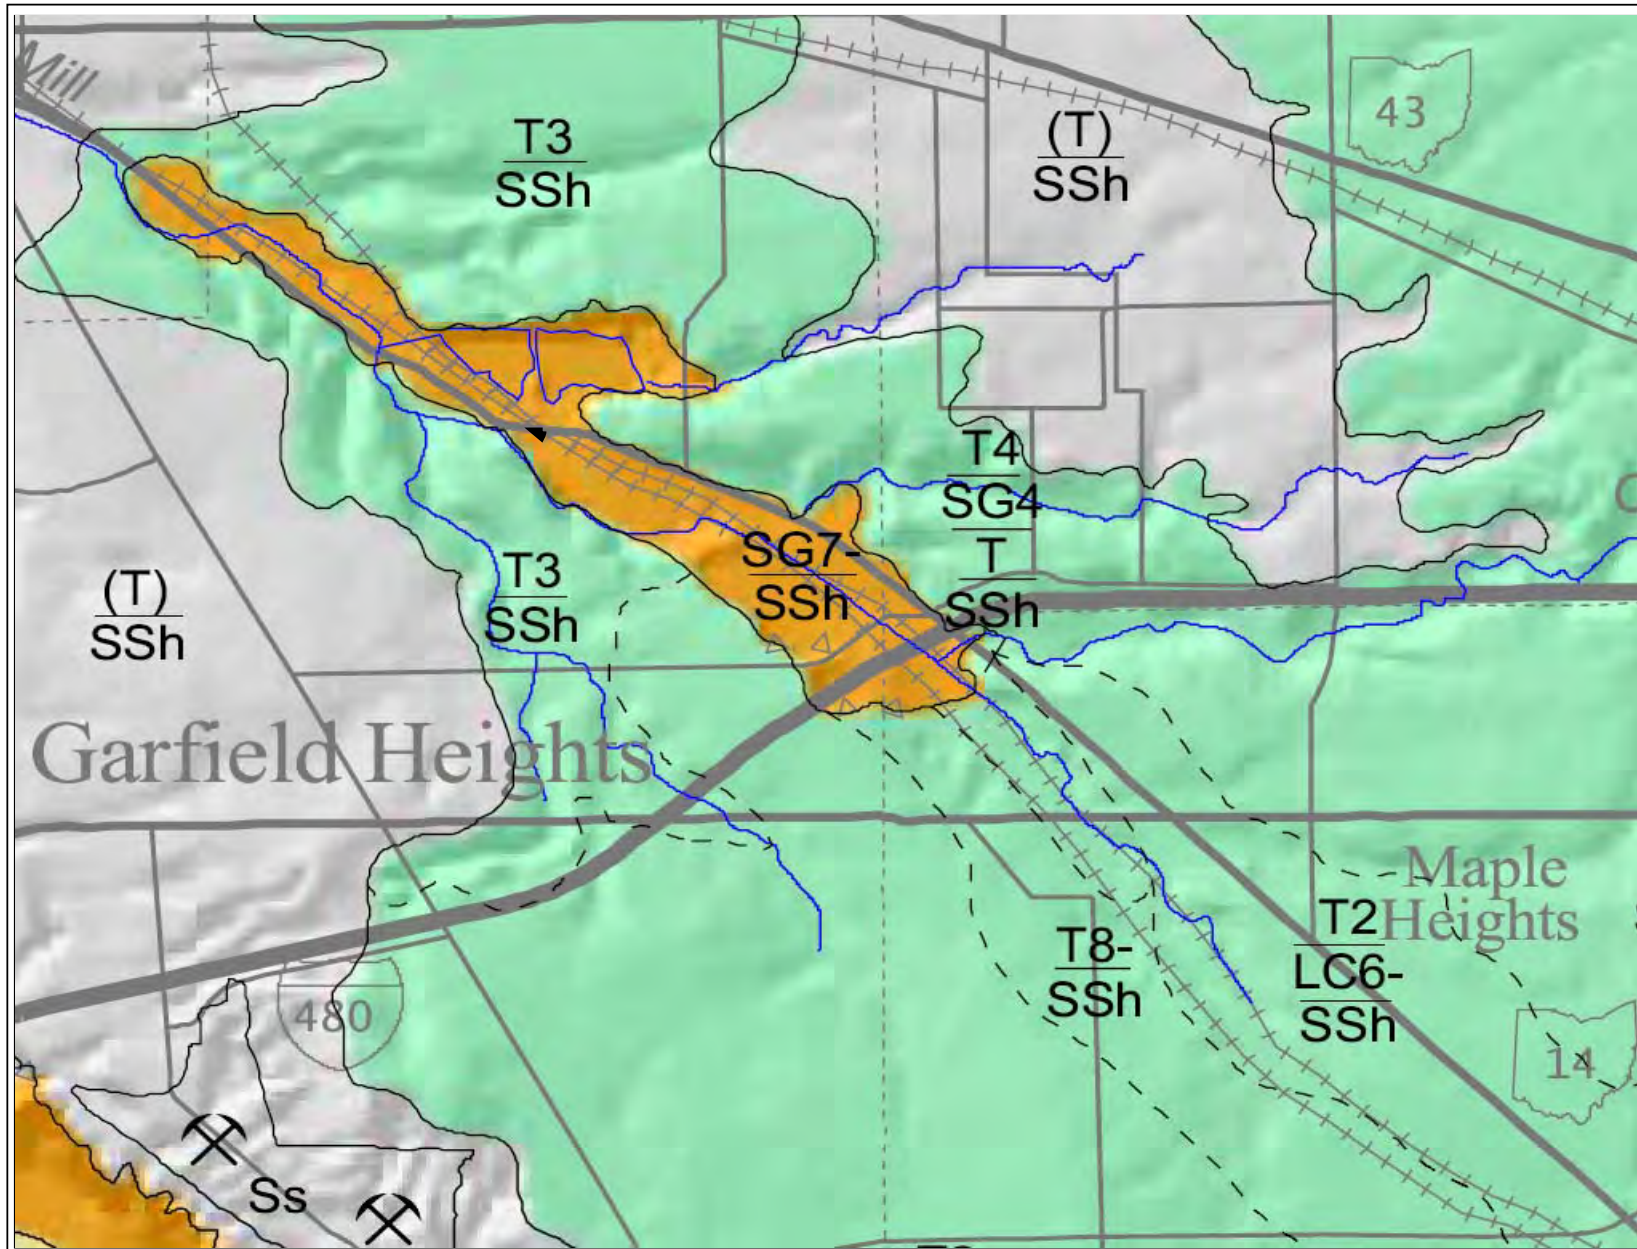 Mill
T3
SSh
(T)
SSh
43
T4
SG4
T
SSh
SG7-
SSh
T3
SSh
(T)
SSh
Garfield Heights
Maple
Heights
T2
LC6-
SSh
T8-
SSh
480
14
Ss